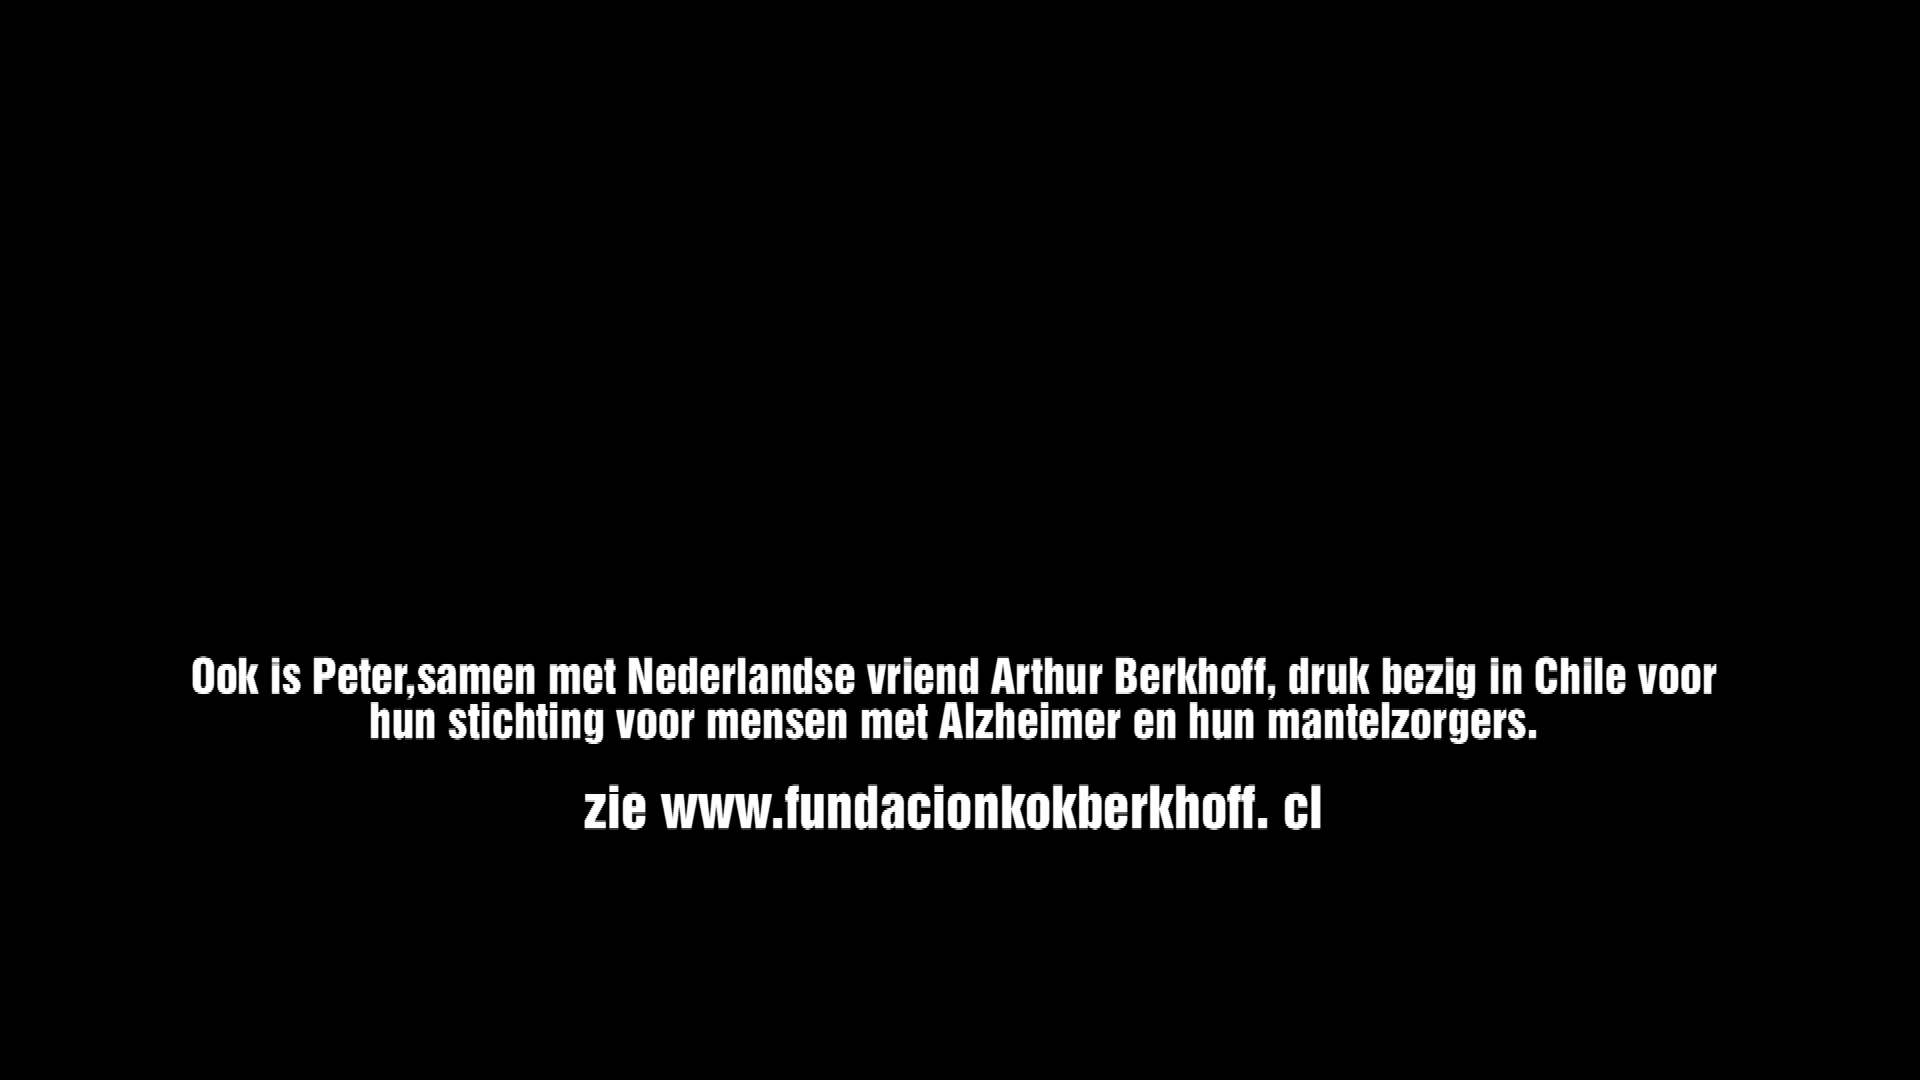 Ook is Peter,samen met Nederlandse vriend Arthur Berkhoff, druk bezig in Chile voor
hun stichting voor mensen met Alzheimer en hun mantelzorgers.
zie www.fundacionkokberkhoff. cl